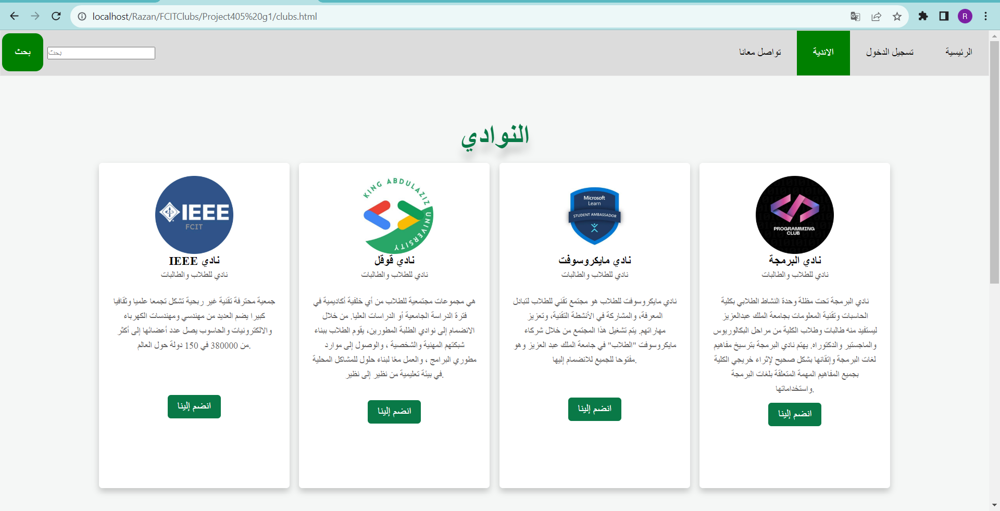 localhost/Razan/FCITClubs/Project405%20g1/clubs.html
R
الرئيسية
تسجيل الدخول
الاندية
تواصل معانا
بحث
بحث
النوادي
PROGRAMMING
CLUB
نادي البرمجة
نادي للطلاب والطالبات
نادي البرمجة تحت مظلة وحدة النشاط الطلابي بكلية
الحاسبات وتقنية المعلومات بجامعة الملك عبدالعزيز
ليستفيد منه طالبات وطلاب الكلية من مراحل البكالوريوس
والماجستير والدكتوراه. يهتم نادي البرمجة بترسيخ مفاهيم
لغات البرمجة وإتقانها بشكل صحيح لإثراء خريجي الكلية
بجميع المفاهيم المهمة المتعلقة بلغات البرمجة
واستخداماتها.
انضم إلينا
Microsoft
Learn
STUDENT AMBASSADOR
نادي مايكروسوفت
نادي للطلاب والطالبات
نادي مايكروسوفت للطلاب هو مجتمع تقني للطلاب لتبادل
المعرفة، والمشاركة في الأنشطة التقنية، وتعزيز
مهاراتهم. يتم تشغيل هذا المجتمع من خلال شركاء
مايكروسوفت "الطلاب" في جامعة الملك عبد العزيز وهو
مفتوحا للجميع للانضمام إليها.
انضم إلينا
KING ABDULAZIZ UNIVERSITY
نادي قوقل
نادي للطلاب والطالبات
هي مجموعات مجتمعية للطلاب من أي خلفية أكاديمية في
فترة الدراسة الجامعية أو الدراسات العليا. من خلال
الانضمام إلى نوادي الطلبة المطورين، يقوم الطلاب ببناء
شبكتهم المهنية والشخصية ، والوصول إلى موارد
مطوري البرامج ، والعمل معًا لبناء حلول للمشاكل المحلية
في بيئة تعليمية من نظير إلى نظير.
انضم إلينا
IEEE
FCIT
نادي IEEE
نادي للطلاب والطالبات
جمعية محترفة تقنية غير ربحية تشكل تجمعا علميا وثقافيا
كبيرا يضم العديد من مهندسي ومهندسات الكهرباء
والالكترونيات والحاسوب يصل عدد أعضائها إلى أكثر
من 380000 في 150 دولة حول العالم.
انضم إلينا